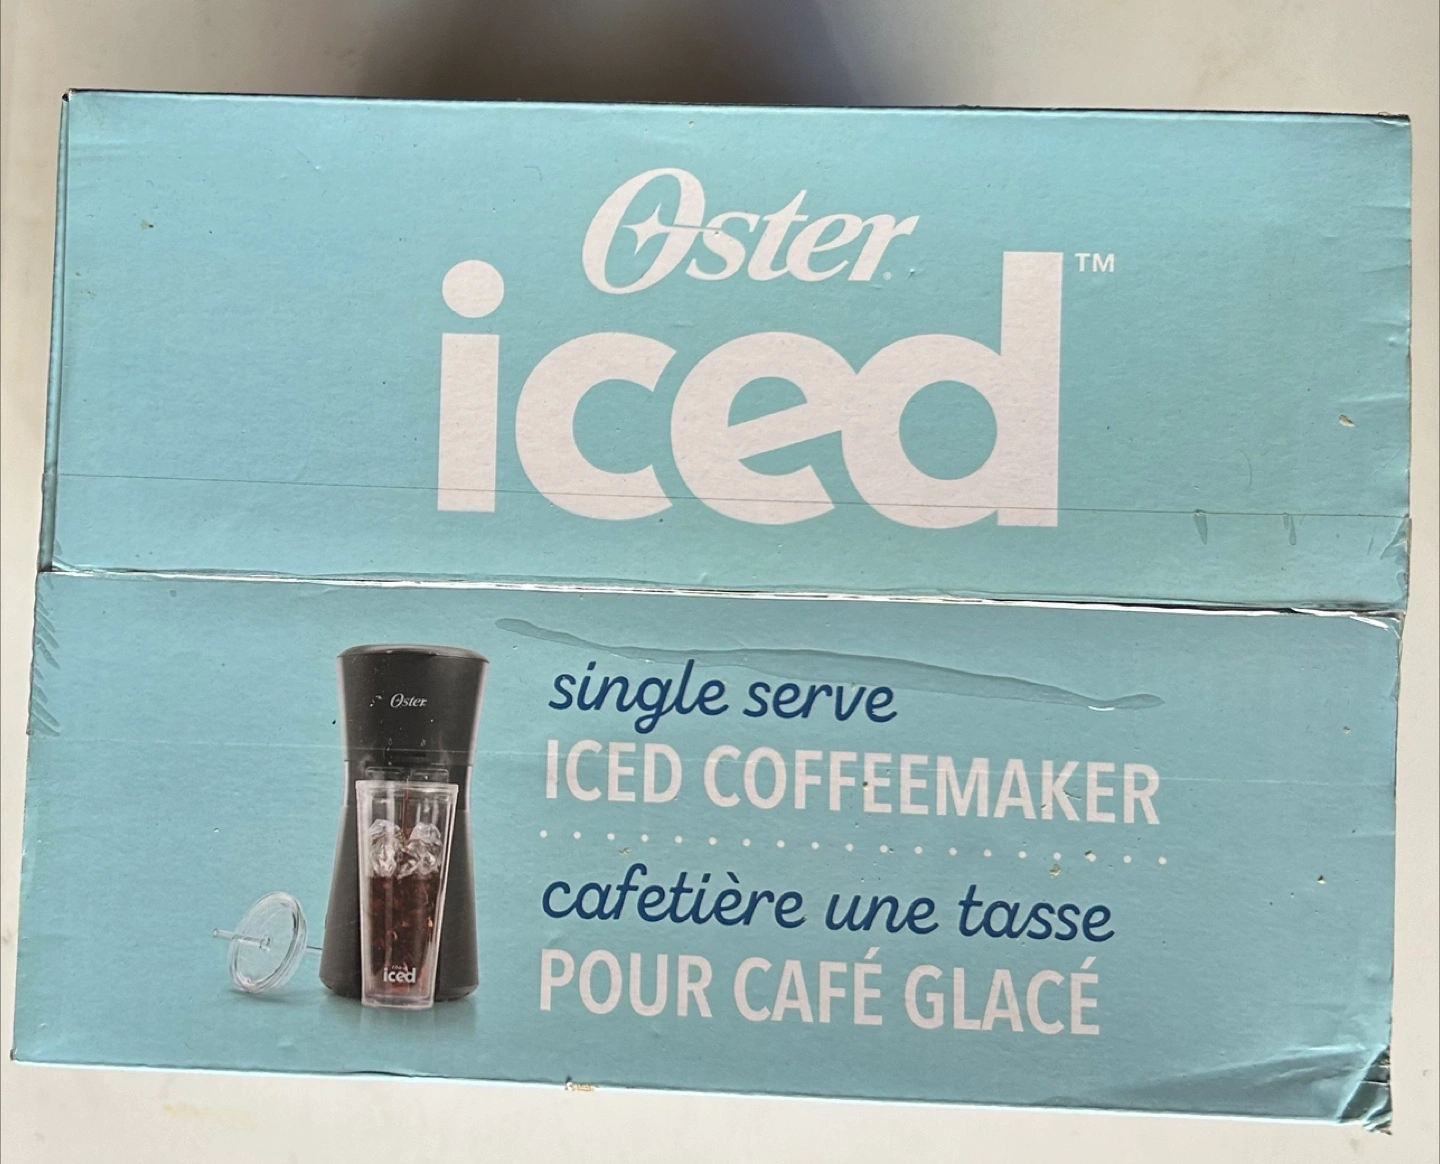 Oster
iced™
Oster
iced
single serve
ICED COFFEEMAKER
cafetière une tasse
POUR CAFÉ GLACÉ